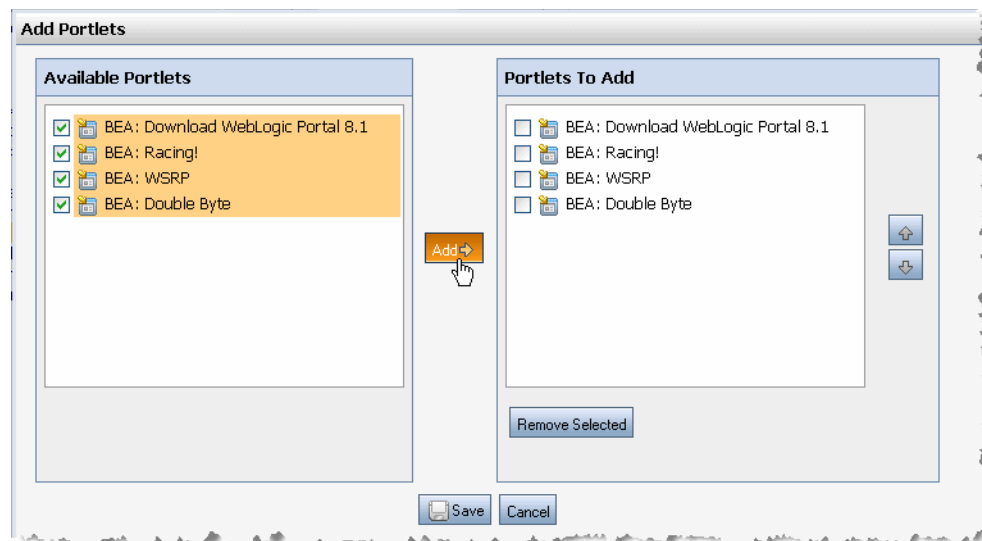 Add Portlets
Available Portlets
BEA: Download WebLogic Portal 8.1
BEA: Racing!
BEA: WSRP
BEA: Double Byte
Add
Portlets To Add
BEA: Download WebLogic Portal 8.1
BEA: Racing!
BEA: WSRP
BEA: Double Byte
Remove Selected
Save
Cancel